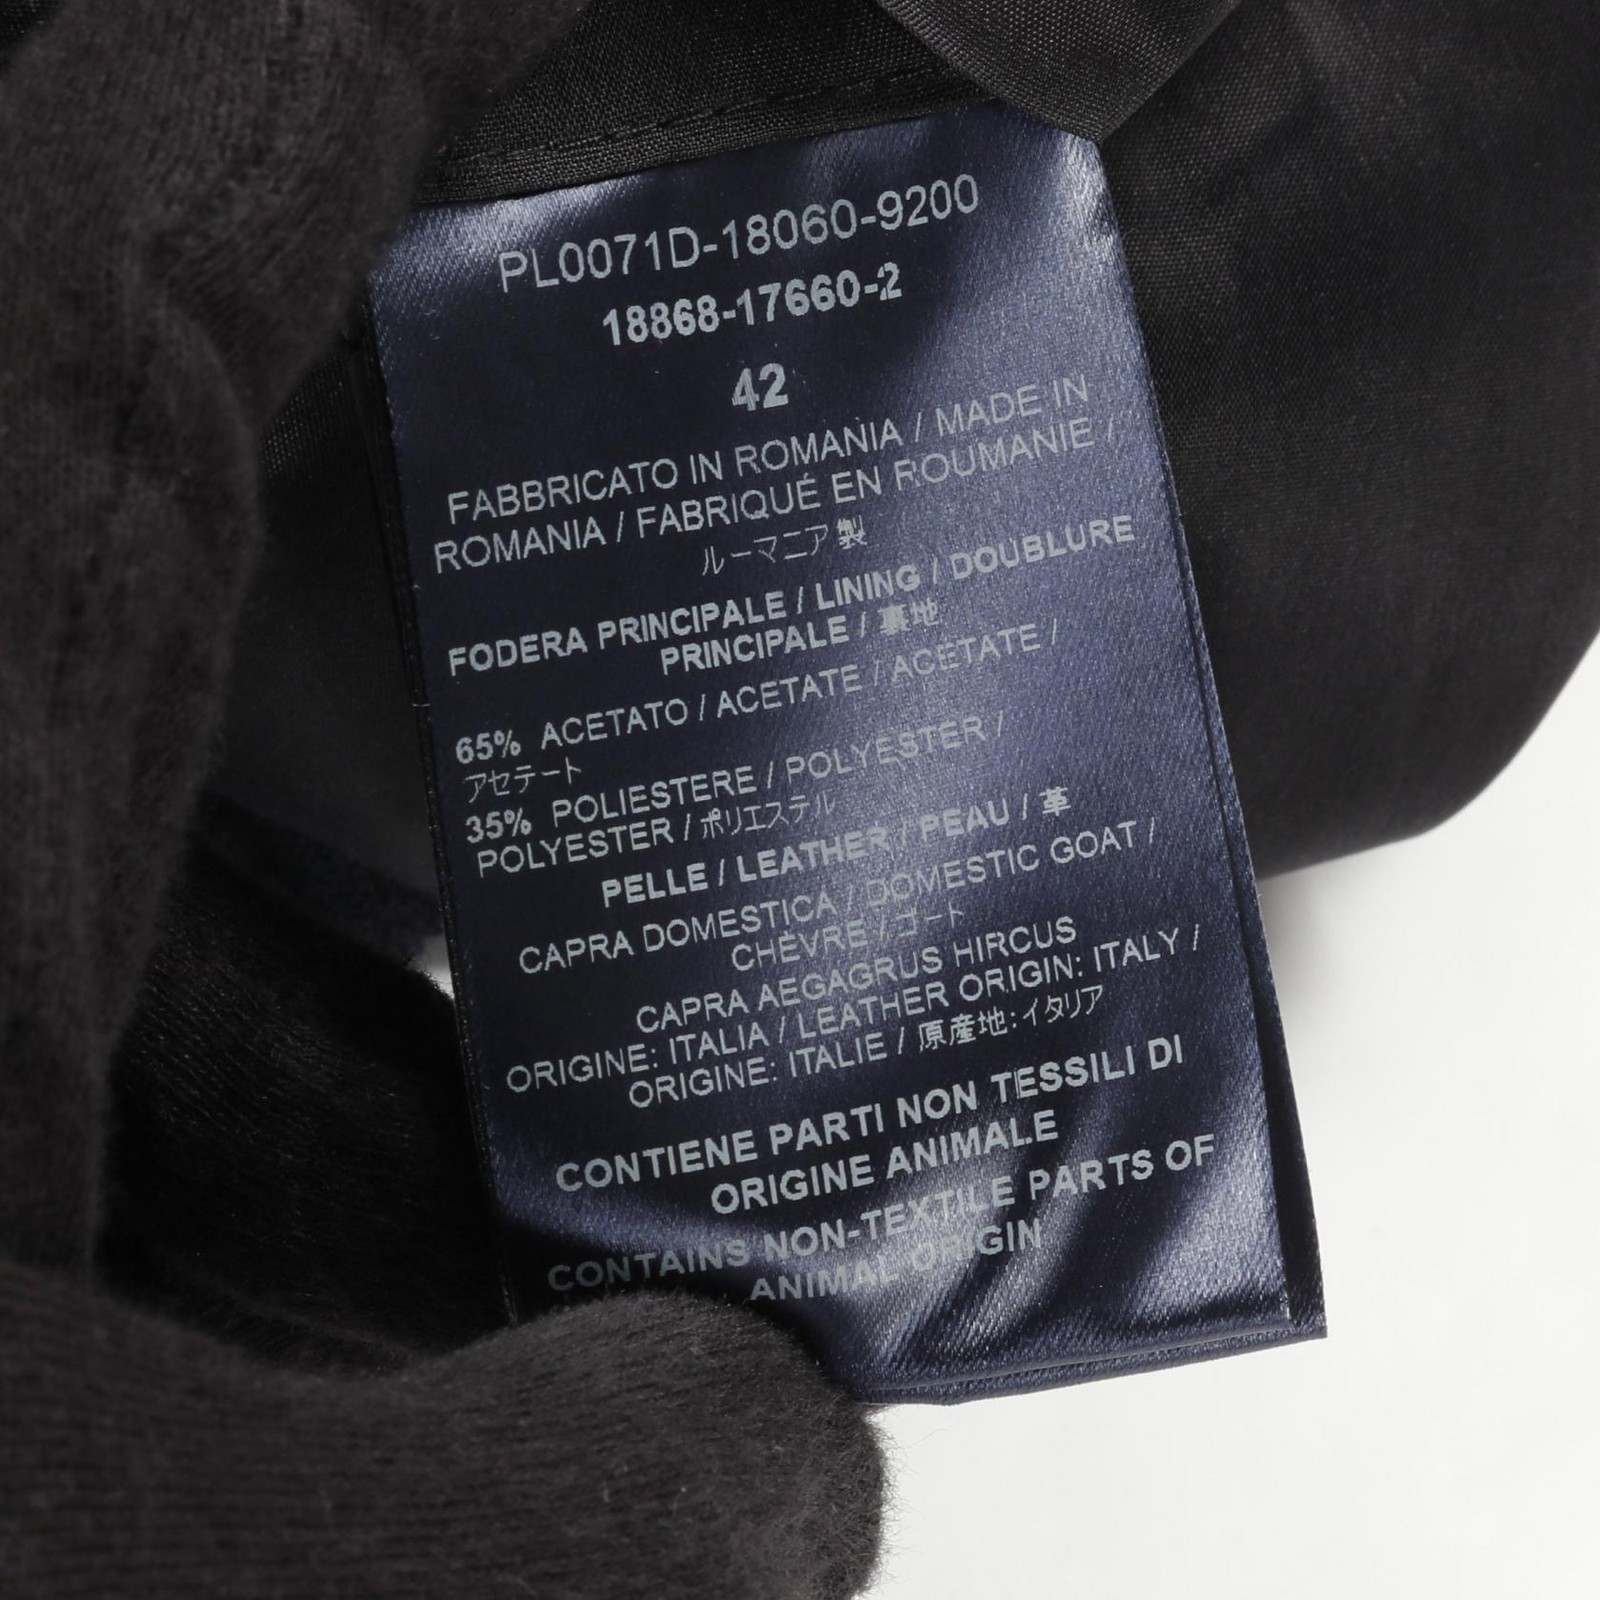 PL0071D-18060-9200
18868-17660-2
42
FABBRICATO IN ROMANIA / MADE IN
ROMANIA / FABRIQUÉ EN ROUMANIE /
ルーマニア製
FODERA PRINCIPALE / LINING / DOUBLURE
PRINCIPALE / 裏地
65% ACETATO / ACETATE / ACETATE /
アセテート
35% POLIESTERE / POLYESTER /
POLYESTER / ポリエステル
PELLE / LEATHER / PEAU / 革
CAPRA DOMESTICA / DOMESTIC GOAT /
CHÈVRE / ゴート
CAPRA AEGAGRUS HIRCUS
ORIGINE: ITALIA / LEATHER ORIGIN: ITALY /
ORIGINE: ITALIE / 原産地:イタリア
CONTIENE PARTI NON TESSILI DI
ORIGINE ANIMALE
CONTAINS NON-TEXTILE PARTS OF
ANIMAL ORIGIN